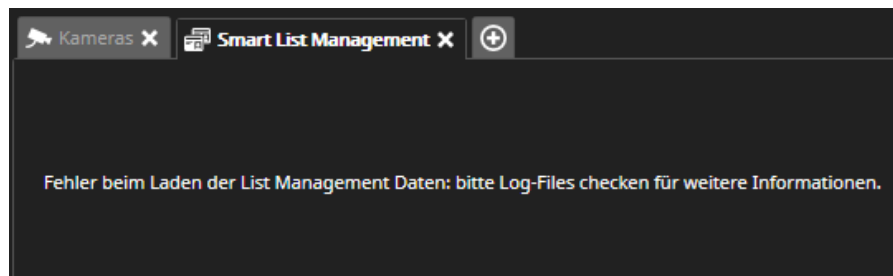 Kameras
Smart List Management
Fehler beim Laden der List Management Daten: bitte Log-Files checken für weitere Informationen.